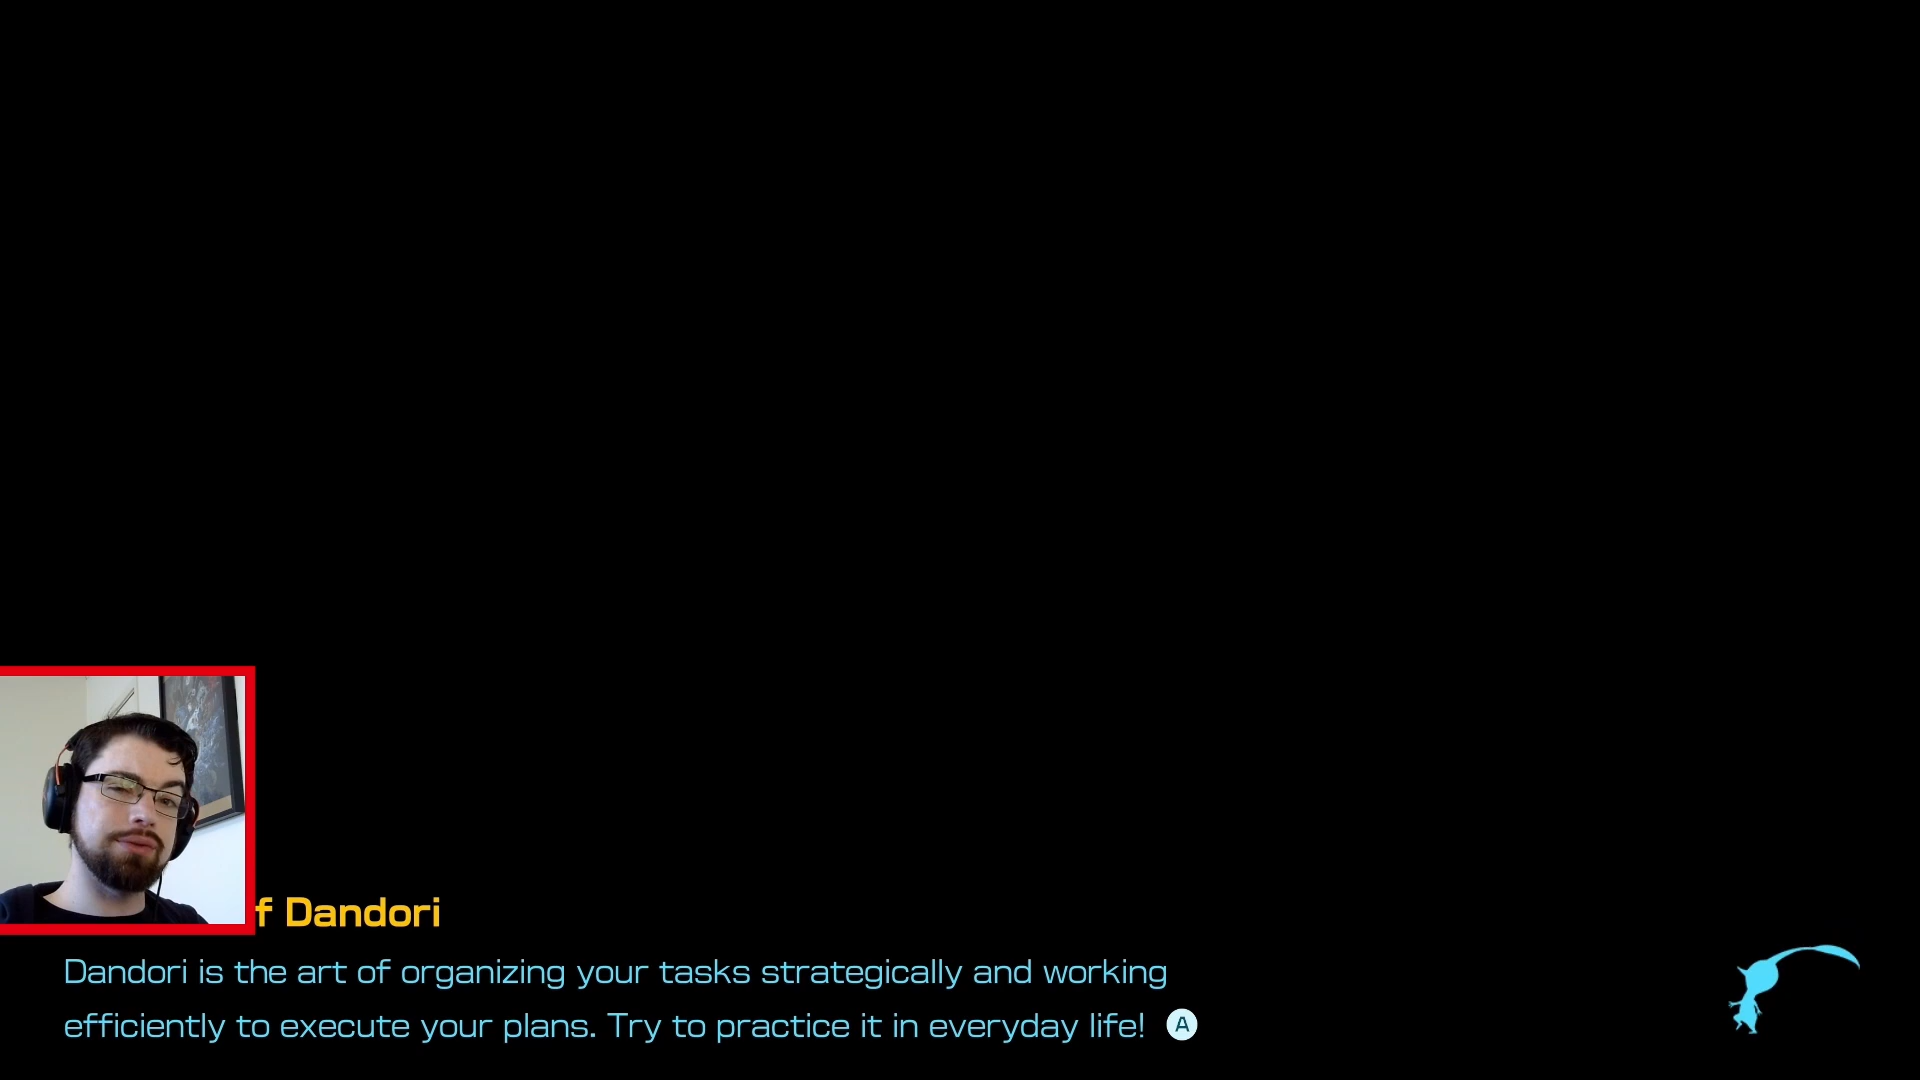 f Dandori
Dandori is the art of organizing your tasks strategically and working
efficiently to execute your plans. Try to practice it in everyday life! A